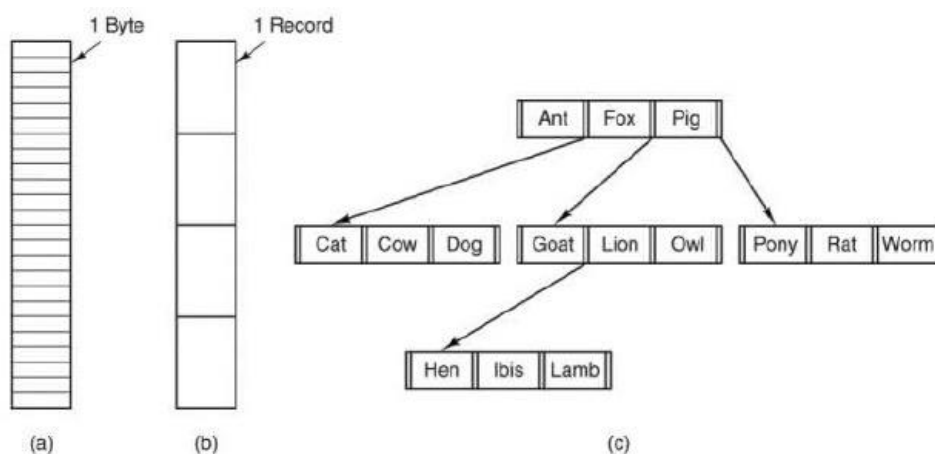 1 Byte
1 Record
Ant Fox Pig
Cat Cow Dog
Goat Lion Owl
Pony Rat Worm
Hen Ibis Lamb
(a)
(b)
(c)